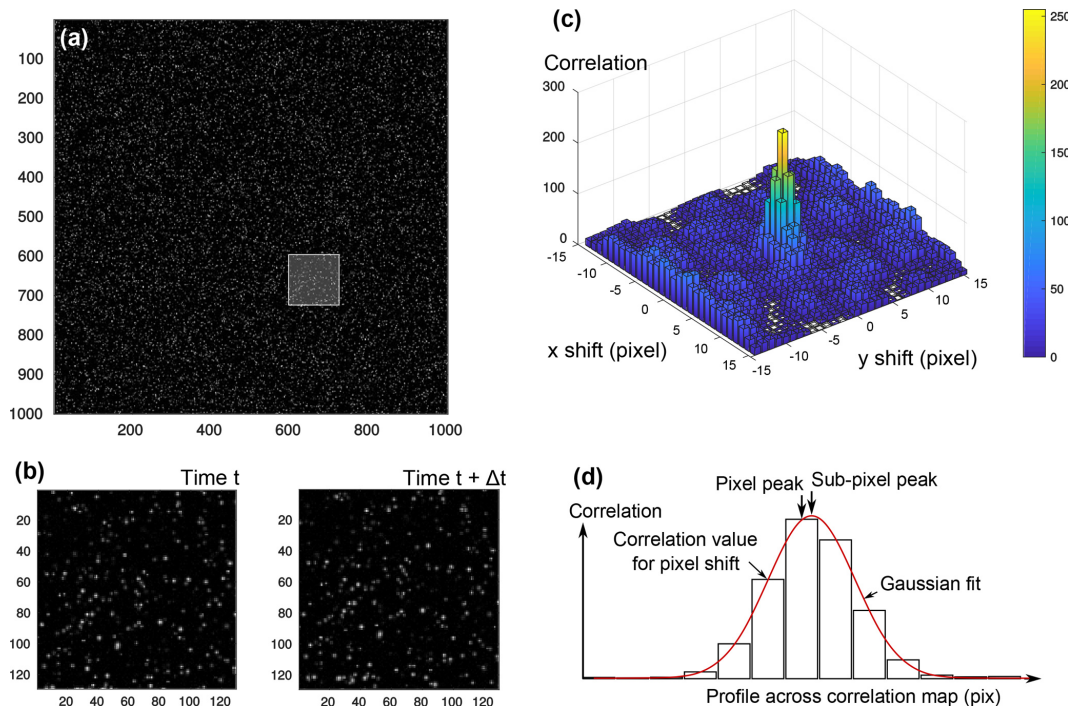 (a)
100
200
300
400
500
600
700
800
900
1000
200
400
600
800
1000
(b)
Time t
20
40
60
80
100
120
20 40 60 80 100 120
Time t + Δt
20
40
60
80
100
120
20 40 60 80 100 120
(c)
Correlation
300
200
100
0
-15
-10
-5
0
5
10
15
x shift (pixel)
-15
-10
-5
0
5
10
15
y shift (pixel)
250
200
150
100
50
0
(d)
Pixel peak
Sub-pixel peak
Correlation
Correlation value
for pixel shift
Gaussian fit
Profile across correlation map (pix)